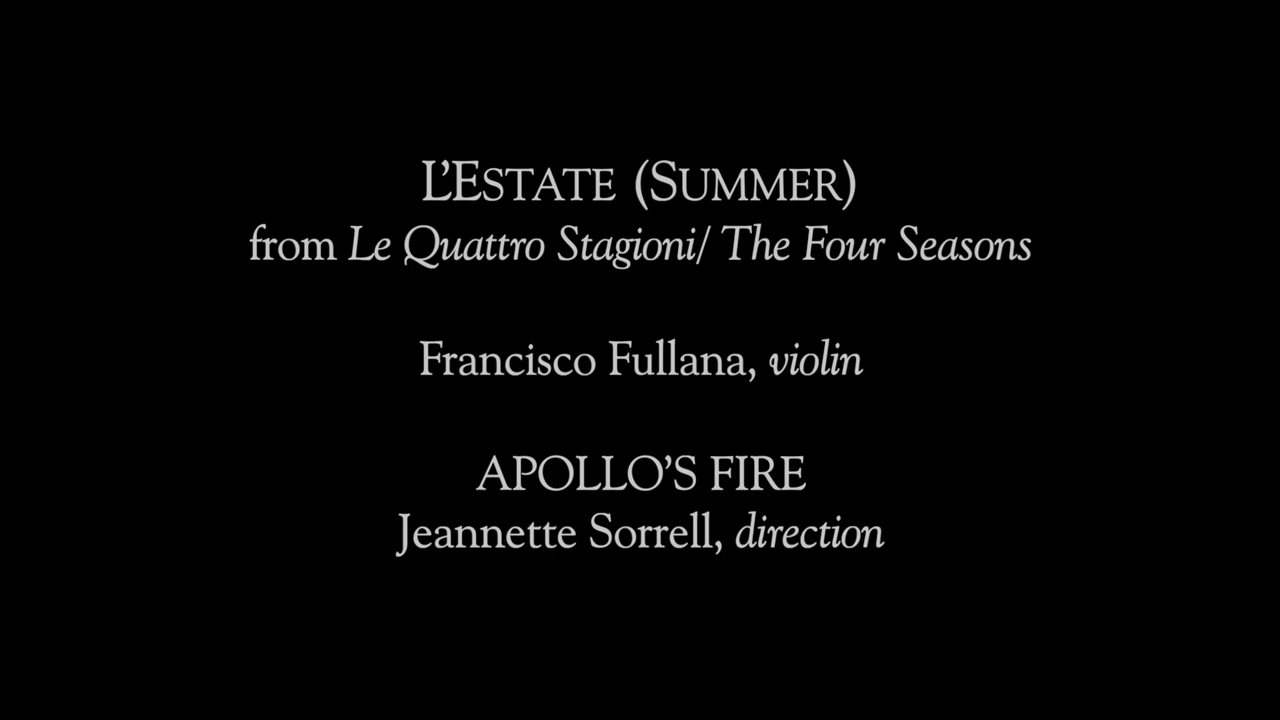 L'ESTATE (SUMMER)
from Le Quattro Stagioni/ The Four Seasons
Francisco Fullana, violin
APOLLO'S FIRE
Jeannette Sorrell, direction